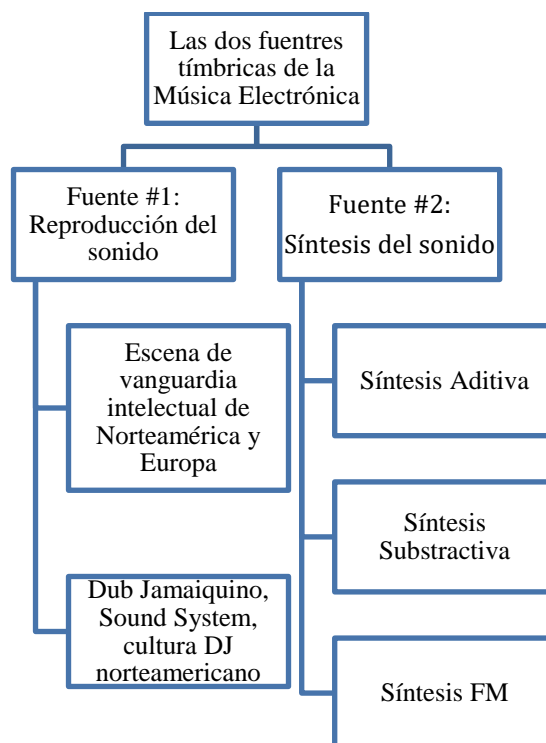 Las dos fuentres
tímbricas de la
Música Electrónica
Fuente #1:
Reproducción del
sonido
Escena de
vanguardia
intelectual de
Norteamérica y
Europa
Dub Jamaiquino,
Sound System,
cultura DJ
norteamericano
Fuente #2:
Síntesis del sonido
Síntesis Aditiva
Síntesis
Substractiva
Síntesis FM